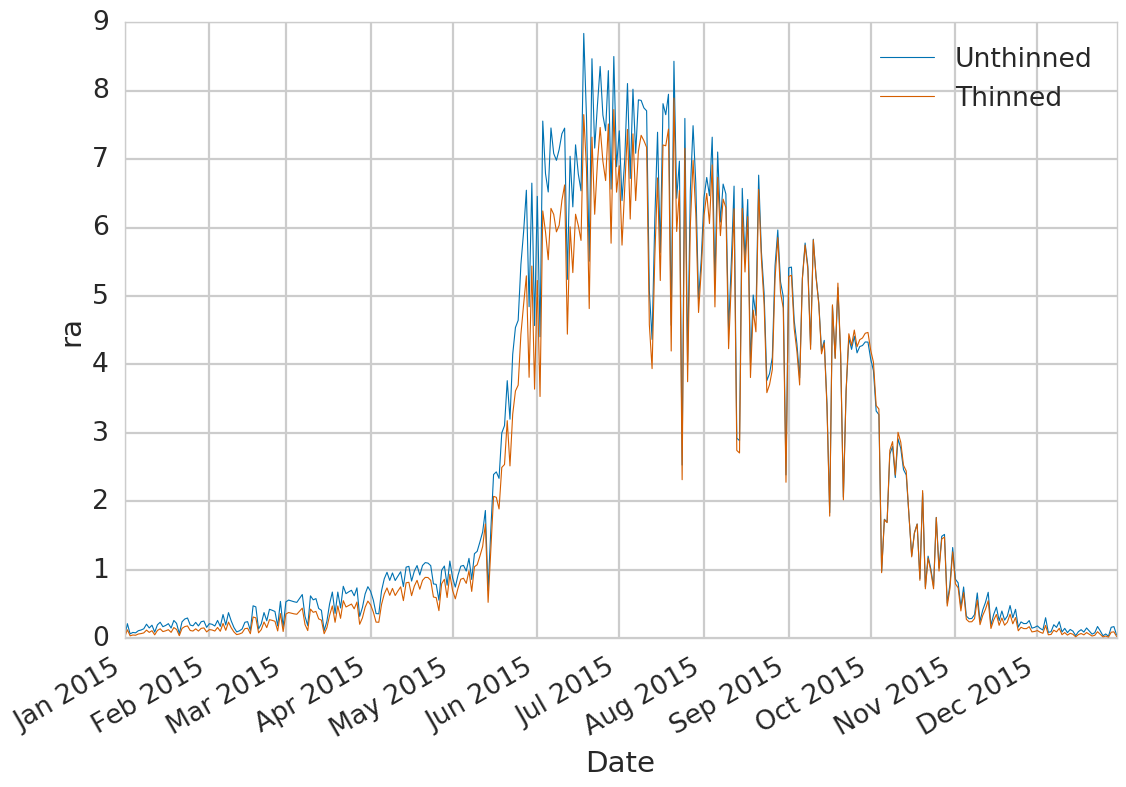 9
8
7
6
5
4
3
2
1
0
ra
Unthinned
Thinned
Jan 2015
Feb 2015
Mar 2015
Apr 2015
May 2015
Jun 2015
Jul 2015
Aug 2015
Sep 2015
Oct 2015
Nov 2015
Dec 2015
Date